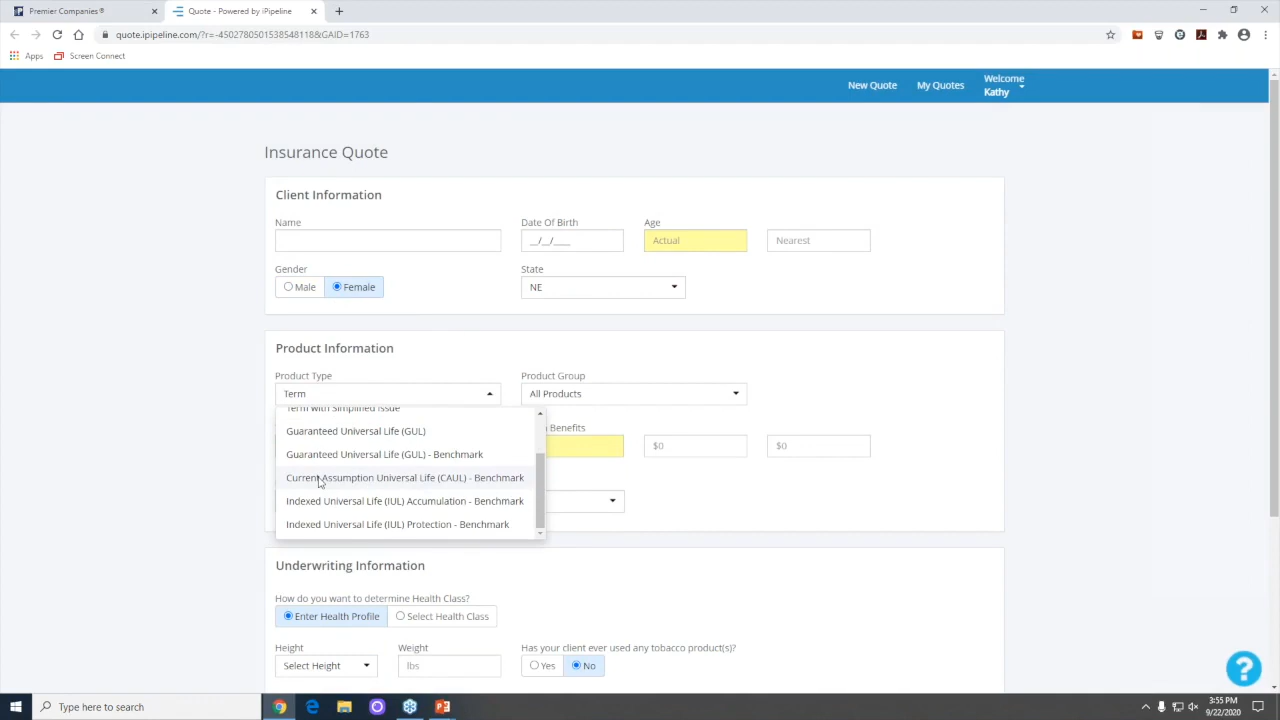 Premier Companies®
Quote - Powered by iPipeline
quote.ipipeline.com/?r=-4502780501538548118&GAID=1763
Apps
Screen Connect
New Quote
My Quotes
Welcome
Kathy
Insurance Quote
Client Information
Name
Date Of Birth
Age
__/__/____
Actual
Nearest
Gender
State
Male
Female
NE
Product Information
Product Type
Product Group
Term
All Products
Term with Simplified Issue
Benefits
Guaranteed Universal Life (GUL)
$0
$0
Guaranteed Universal Life (GUL) - Benchmark
Current Assumption Universal Life (CAUL) - Benchmark
Indexed Universal Life (IUL) Accumulation - Benchmark
Indexed Universal Life (IUL) Protection - Benchmark
Underwriting Information
How do you want to determine Health Class?
Enter Health Profile
Select Health Class
Height
Weight
Has your client ever used any tobacco product(s)?
Select Height
lbs
Yes
No
?
Type here to search
3:55 PM
9/22/2020